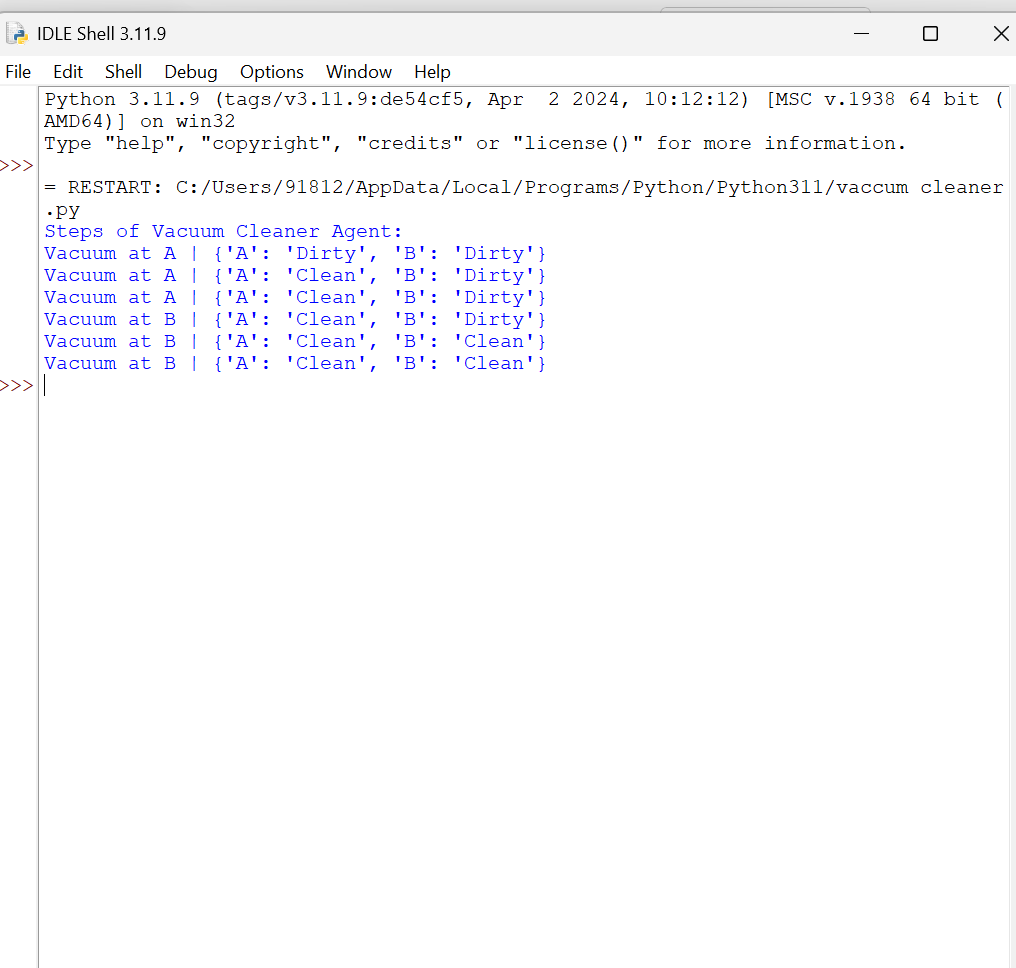 IDLE Shell 3.11.9
File Edit Shell Debug Options Window Help
Python 3.11.9 (tags/v3.11.9:de54cf5, Apr  2 2024, 10:12:12) [MSC v.1938 64 bit (
AMD64)] on win32
Type "help", "copyright", "credits" or "license()" for more information.
>>>
= RESTART: C:/Users/91812/AppData/Local/Programs/Python/Python311/vaccum cleaner
.py
Steps of Vacuum Cleaner Agent:
Vacuum at A | {'A': 'Dirty', 'B': 'Dirty'}
Vacuum at A | {'A': 'Clean', 'B': 'Dirty'}
Vacuum at A | {'A': 'Clean', 'B': 'Dirty'}
Vacuum at B | {'A': 'Clean', 'B': 'Dirty'}
Vacuum at B | {'A': 'Clean', 'B': 'Clean'}
Vacuum at B | {'A': 'Clean', 'B': 'Clean'}
>>>